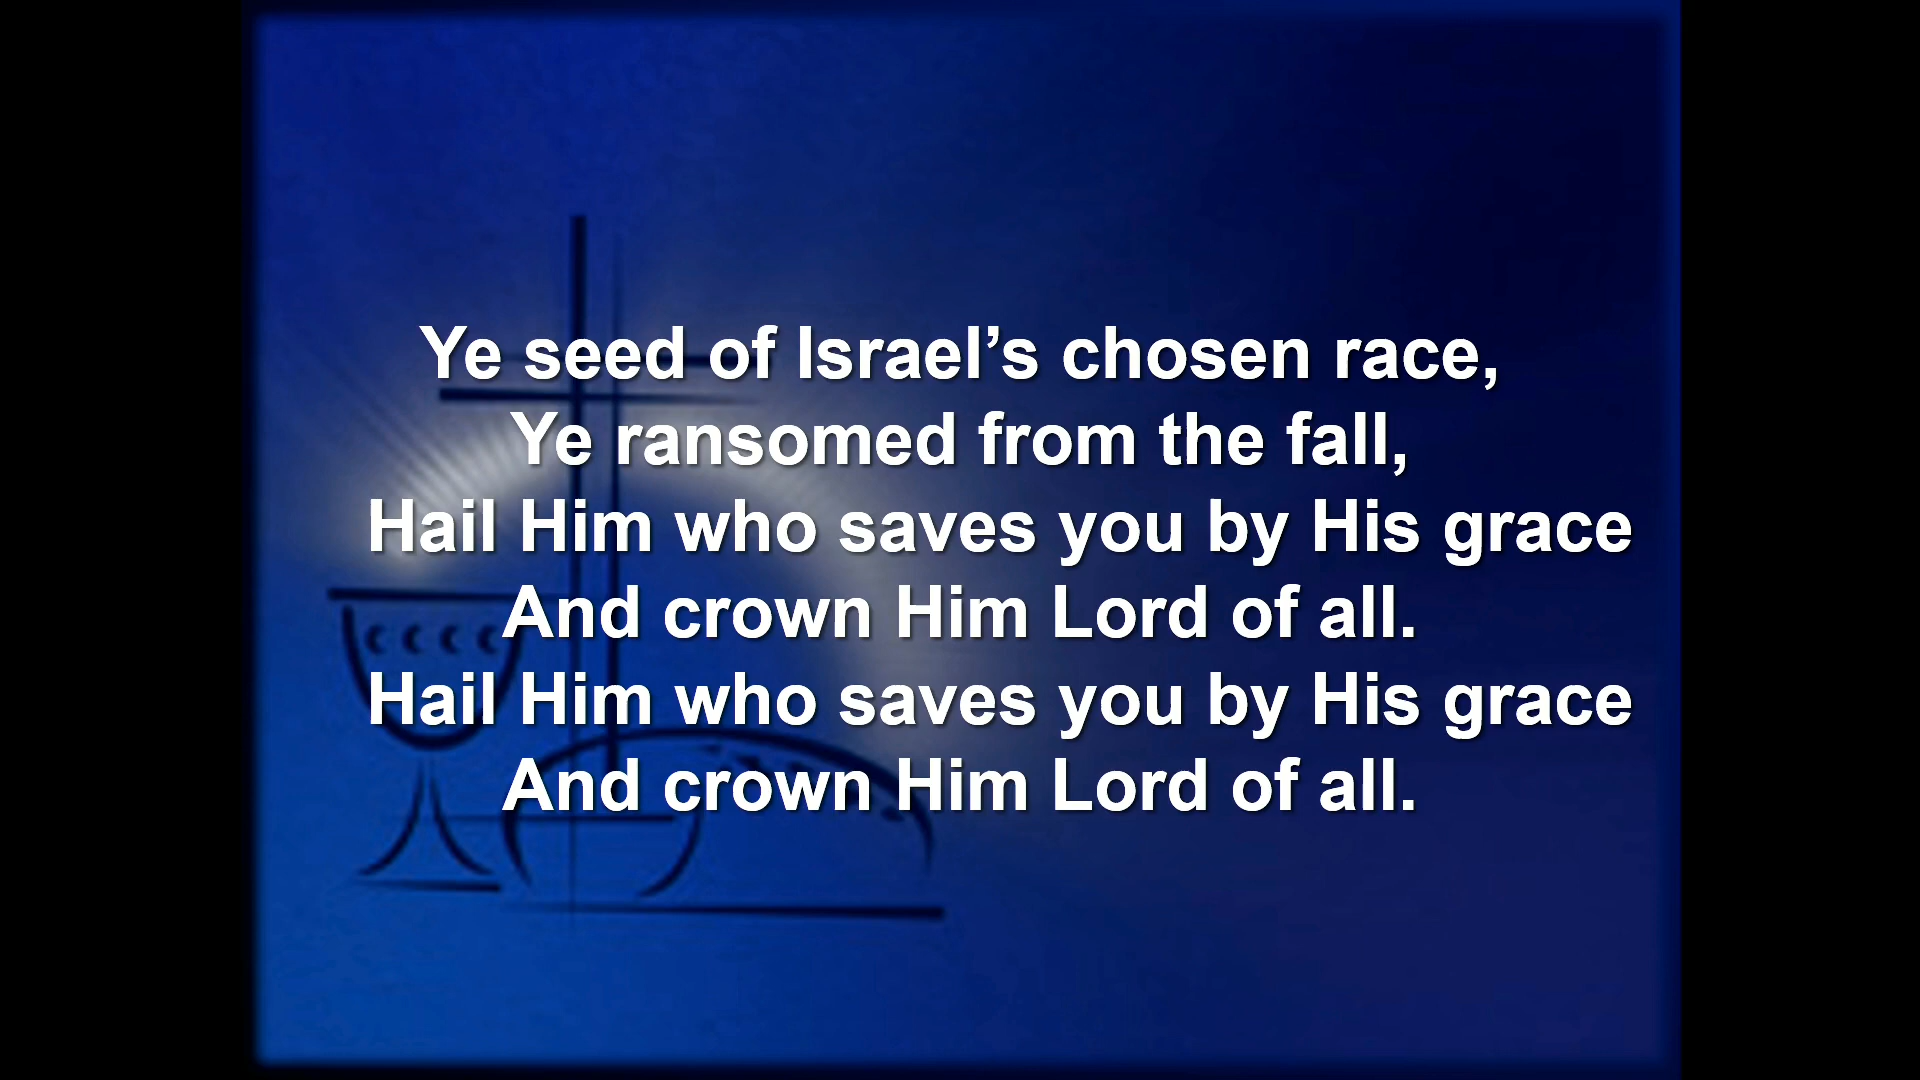 Ye seed of Israel’s chosen race,
Ye ransomed from the fall,
Hail Him who saves you by His grace
And crown Him Lord of all.
Hail Him who saves you by His grace
And crown Him Lord of all.